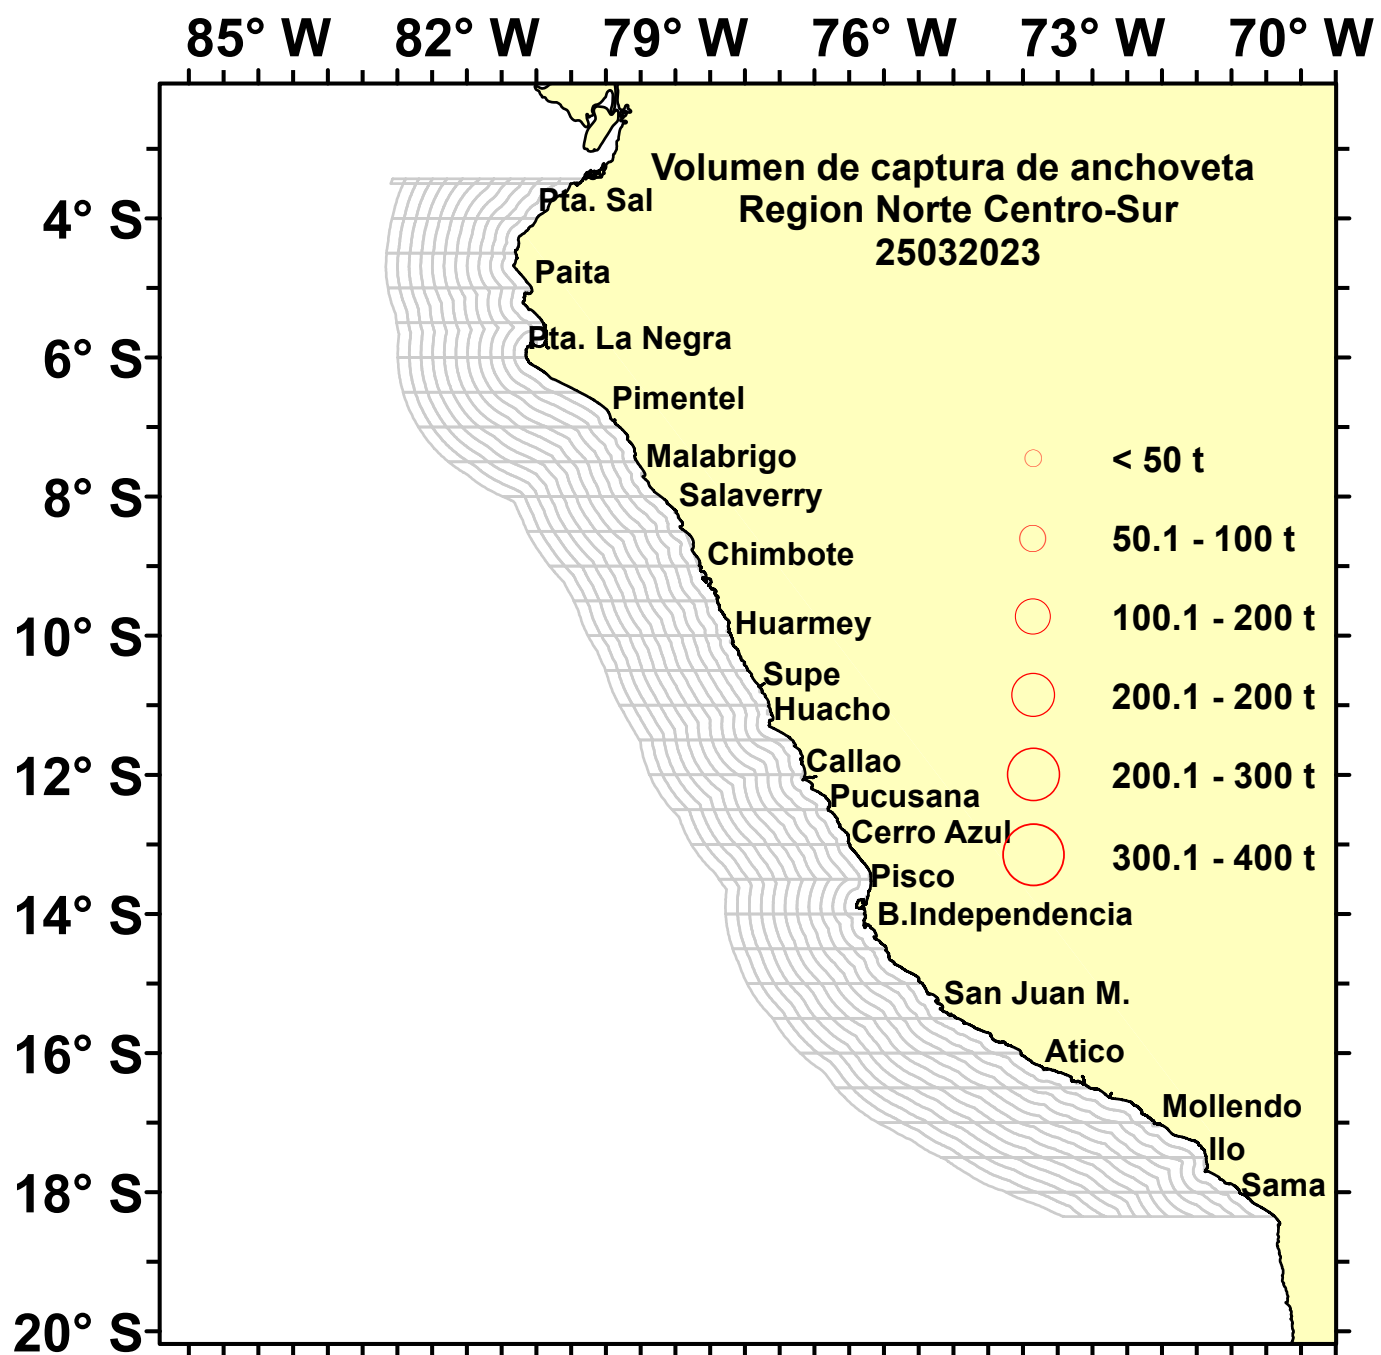 85° W 82° W 79° W 76° W 73° W 70° W
Volumen de captura de anchoveta
Region Norte Centro-Sur
25032023
4° S
6° S
8° S
10° S
12° S
14° S
16° S
18° S
20° S
Pta. Sal
Paita
Pta. La Negra
Pimentel
Malabrigo
Salaverry
Chimbote
Huarmey
Supe
Huacho
Callao
Pucusana
Cerro Azul
Pisco
B.Independencia
San Juan M.
Atico
Mollendo
Ilo
Sama
< 50 t
50.1 - 100 t
100.1 - 200 t
200.1 - 200 t
200.1 - 300 t
300.1 - 400 t